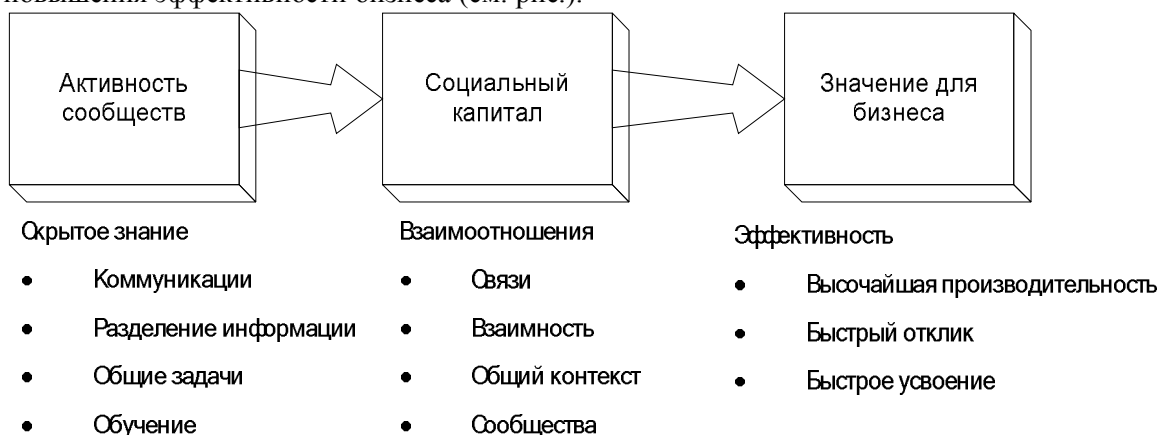 повышения эффективности бизнеса (см. рис.).
Активность
сообществ
Социальный
капитал
Значение для
бизнеса
Скрытое знание
• Коммуникации
• Разделение информации
• Общие задачи
• Обучение
Взаимоотношения
• Связи
• Взаимность
• Общий контекст
• Сообщества
Эффективность
• Высочайшая производительность
• Быстрый отклик
• Быстрое усвоение